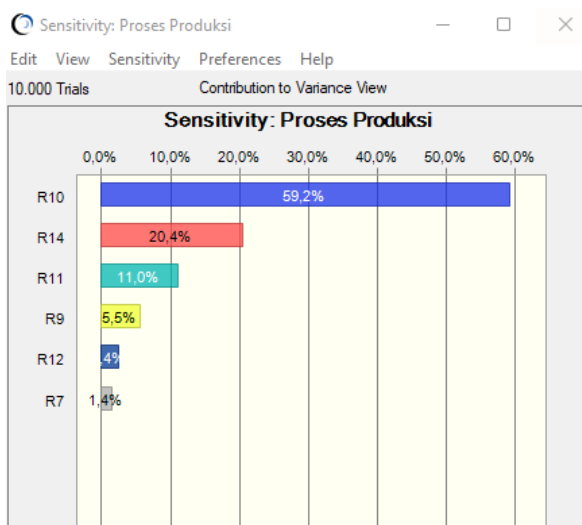 Sensitivity: Proses Produksi
Edit View Sensitivity Preferences Help
10.000 Trials Contribution to Variance View
Sensitivity: Proses Produksi
0,0% 10,0% 20,0% 30,0% 40,0% 50,0% 60,0%
R10 59,2%
R14 20,4%
R11 11,0%
R9 5,5%
R12 ,4%
R7 1,4%